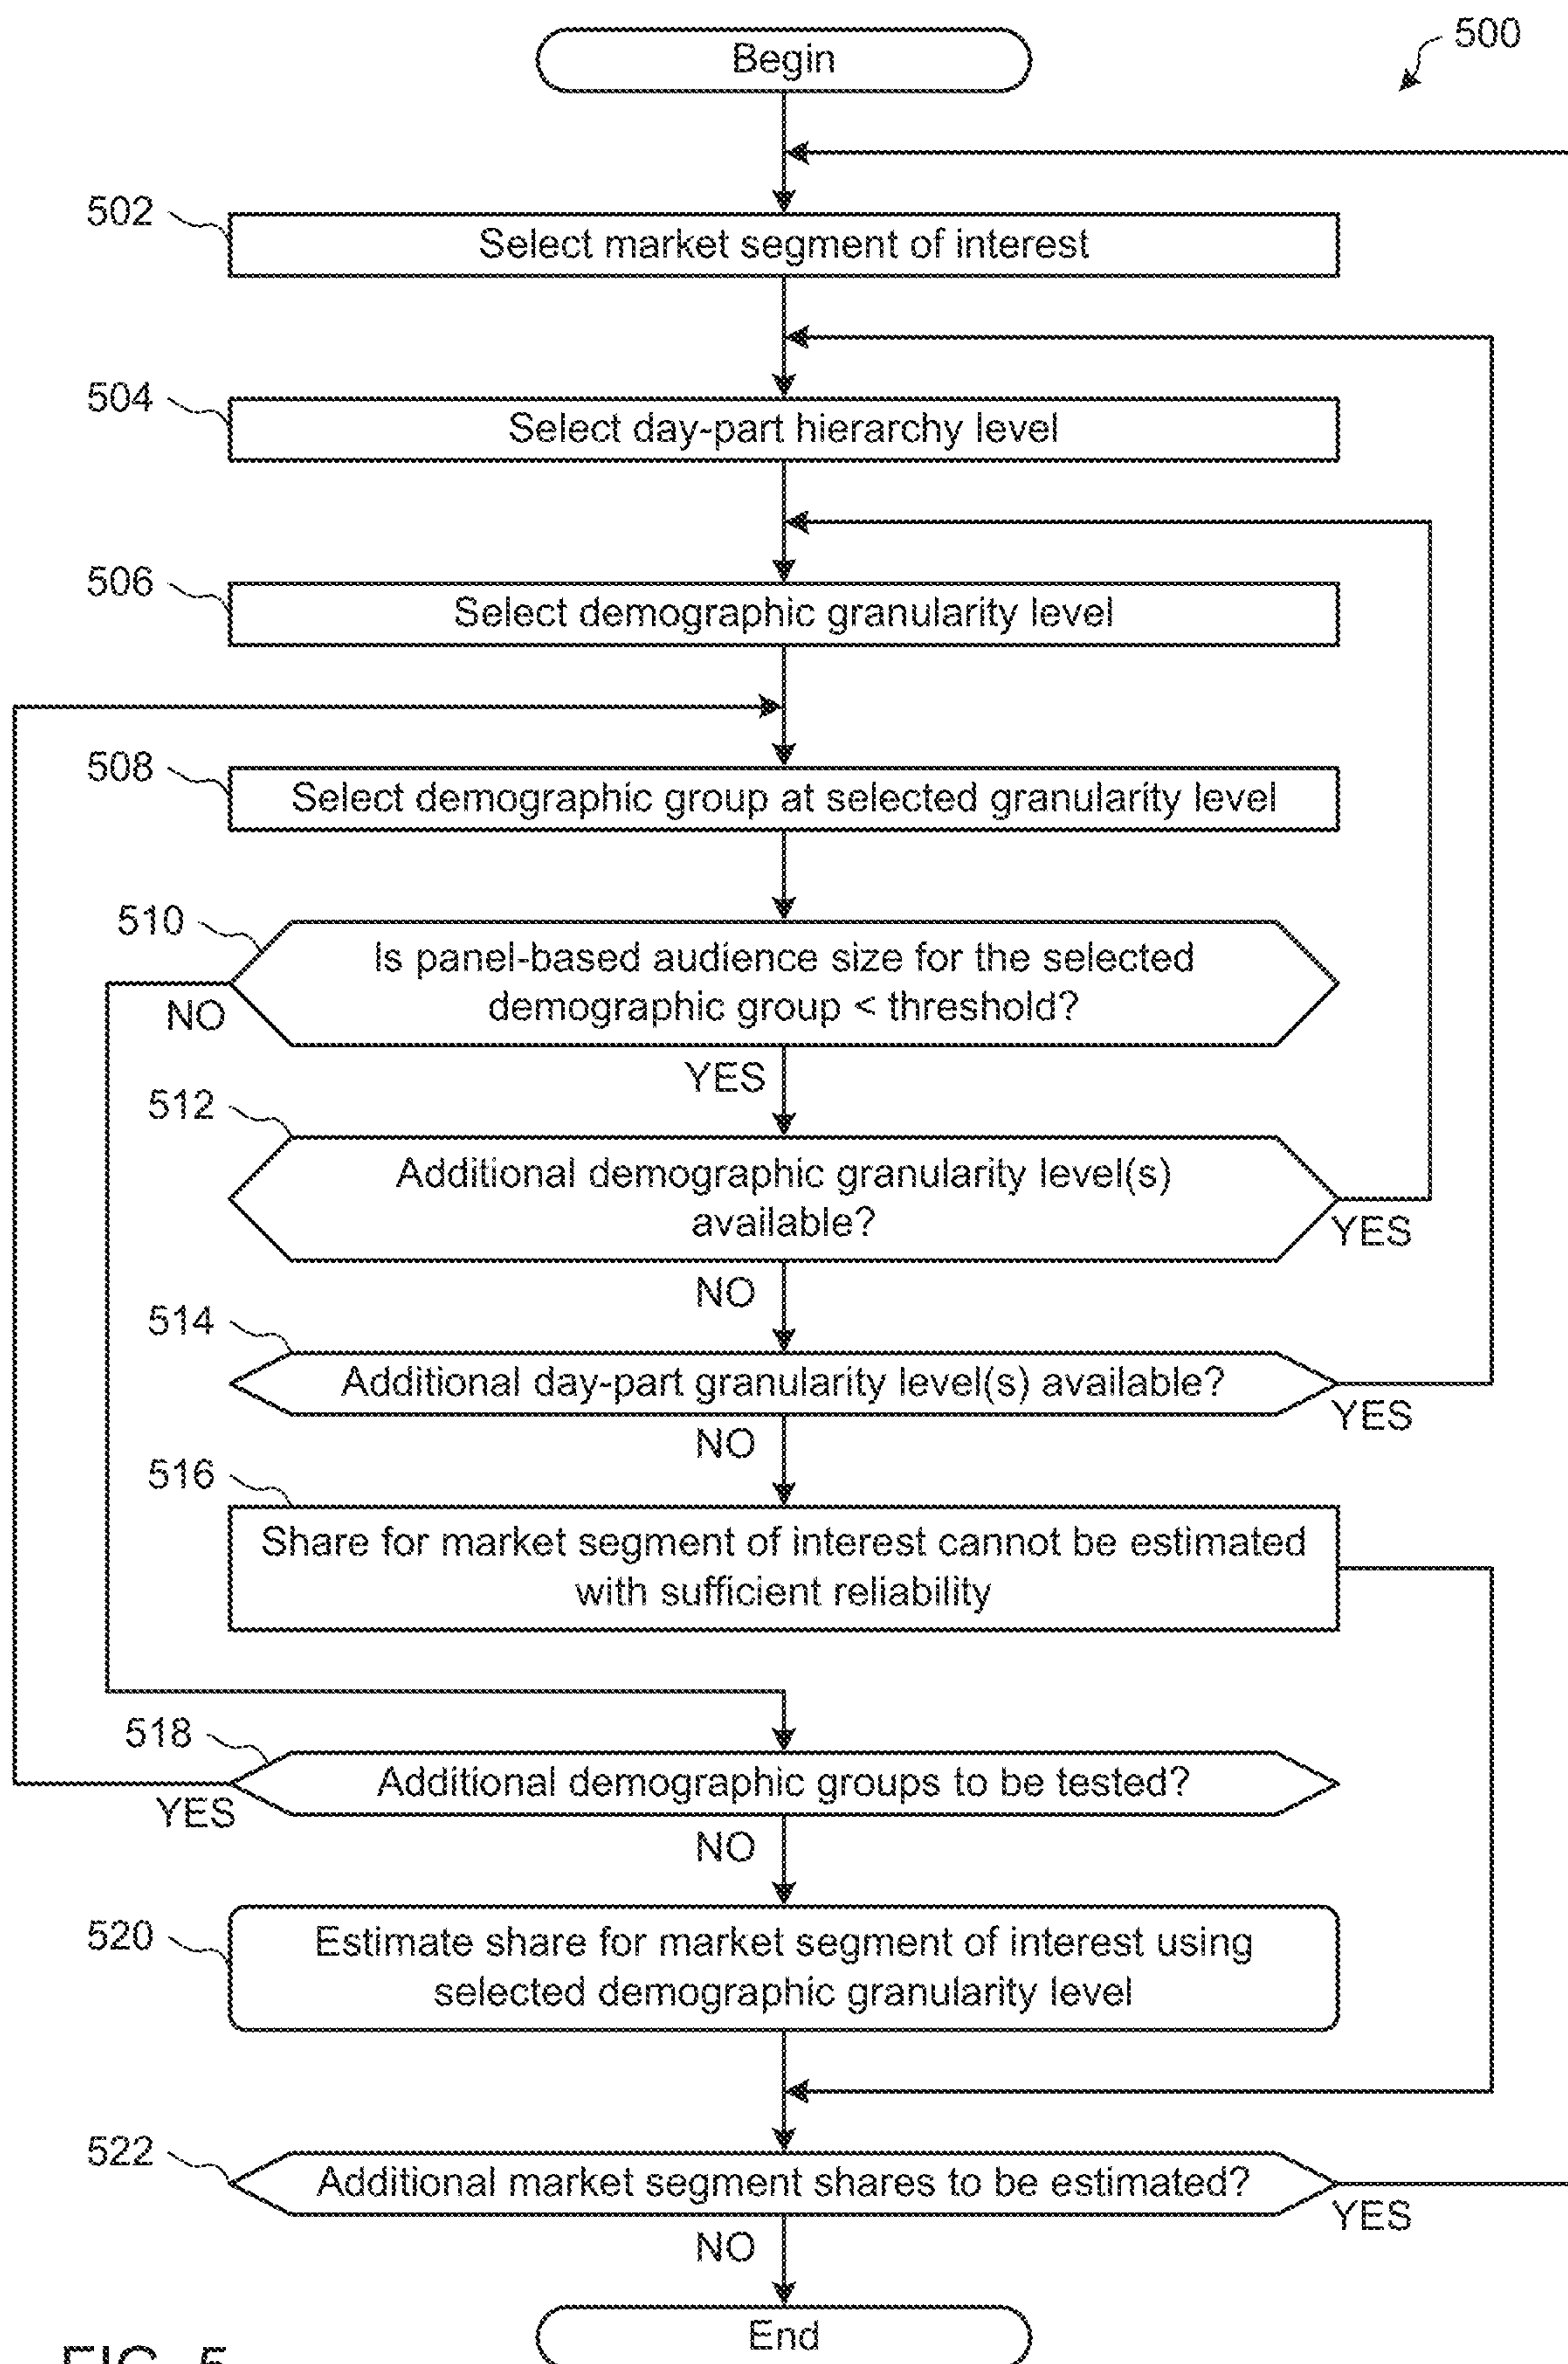 Begin
500
502
Select market segment of interest
504
Select day-part hierarchy level
506
Select demographic granularity level
508
Select demographic group at selected granularity level
510
Is panel-based audience size for the selected
demographic group < threshold?
NO
YES
512
Additional demographic granularity level(s)
available?
YES
NO
514
Additional day-part granularity level(s) available?
YES
NO
516
Share for market segment of interest cannot be estimated
with sufficient reliability
518
Additional demographic groups to be tested?
YES
NO
520
Estimate share for market segment of interest using
selected demographic granularity level
522
Additional market segment shares to be estimated?
YES
NO
End
FIG. 5